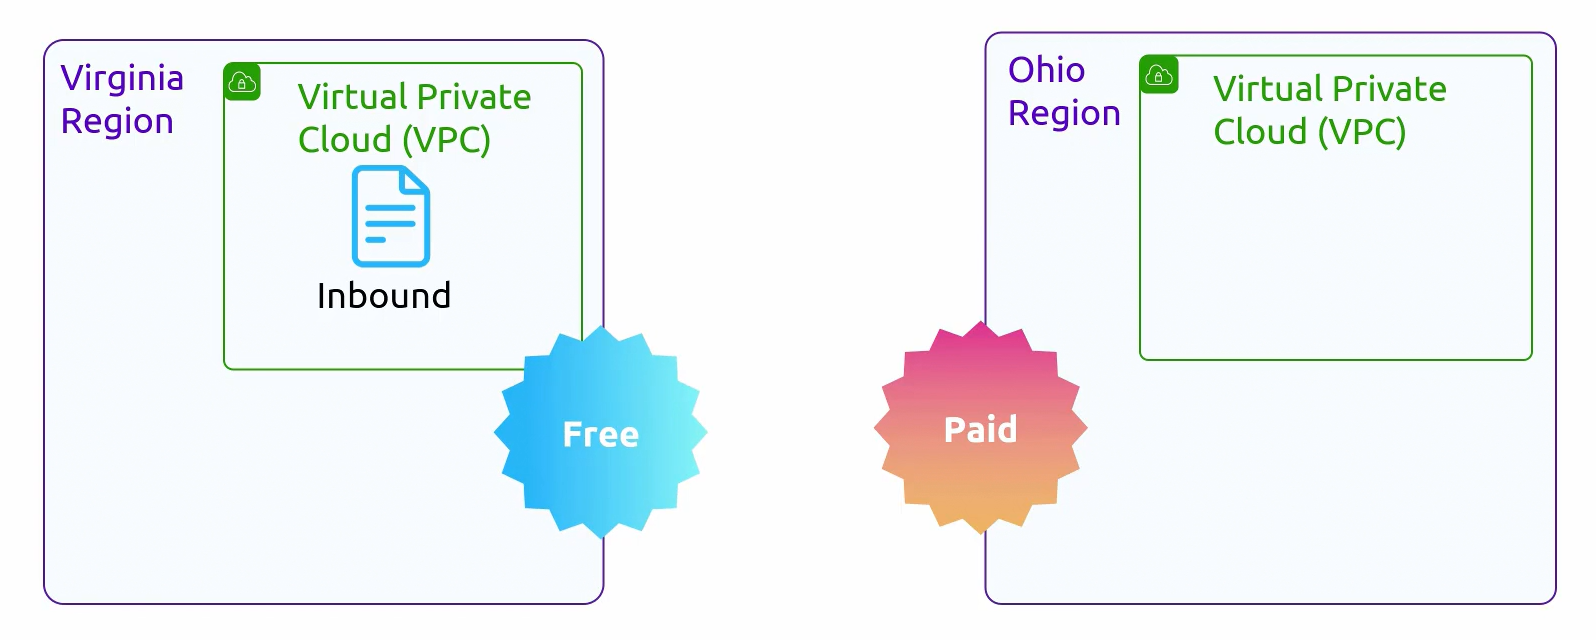 Virginia
Region
Virtual Private
Cloud (VPC)
Inbound
Free
Ohio
Region
Virtual Private
Cloud (VPC)
Paid